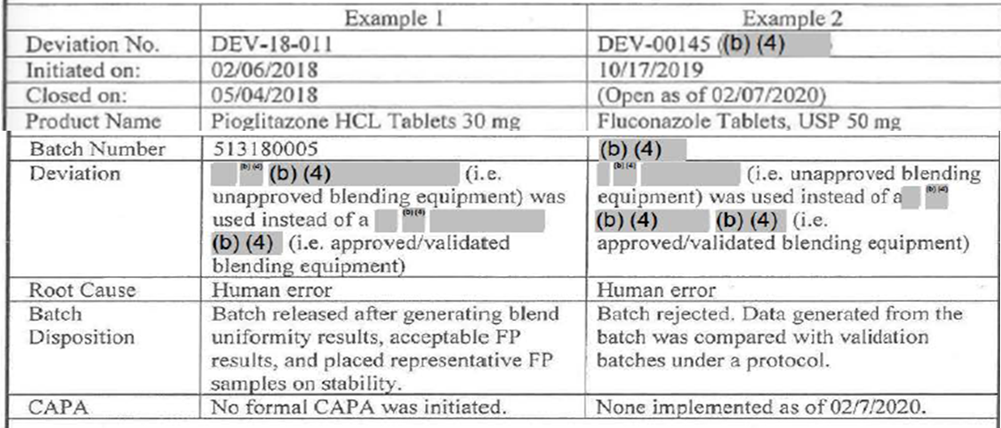 Example 1 Example 2
Deviation No. DEV-18-011 DEV-00145 ((b) (4)
Initiated on: 02/06/2018 10/17/2019
Closed on: 05/04/2018 (Open as of 02/07/2020)
Product Name Pioglitazone HCL Tablets 30 mg Fluconazole Tablets, USP 50 mg
Batch Number 513180005 (b) (4)
Deviation (b) (4) (b) (4) (i.e. (b) (4) (i.e. unapproved blending
unapproved blending equipment) was equipment) was used instead of a (b) (4)
used instead of a (b) (4) (b) (4) (b) (4) (i.e.
(b) (4) (i.e. approved/validated approved/validated blending equipment)
blending equipment)
Root Cause Human error Human error
Batch Batch released after generating blend Batch rejected. Data generated from the
Disposition uniformity results, acceptable FP batch was compared with validation
results, and placed representative FP batches under a protocol.
samples on stability.
CAPA No formal CAPA was initiated. None implemented as of 02/7/2020.